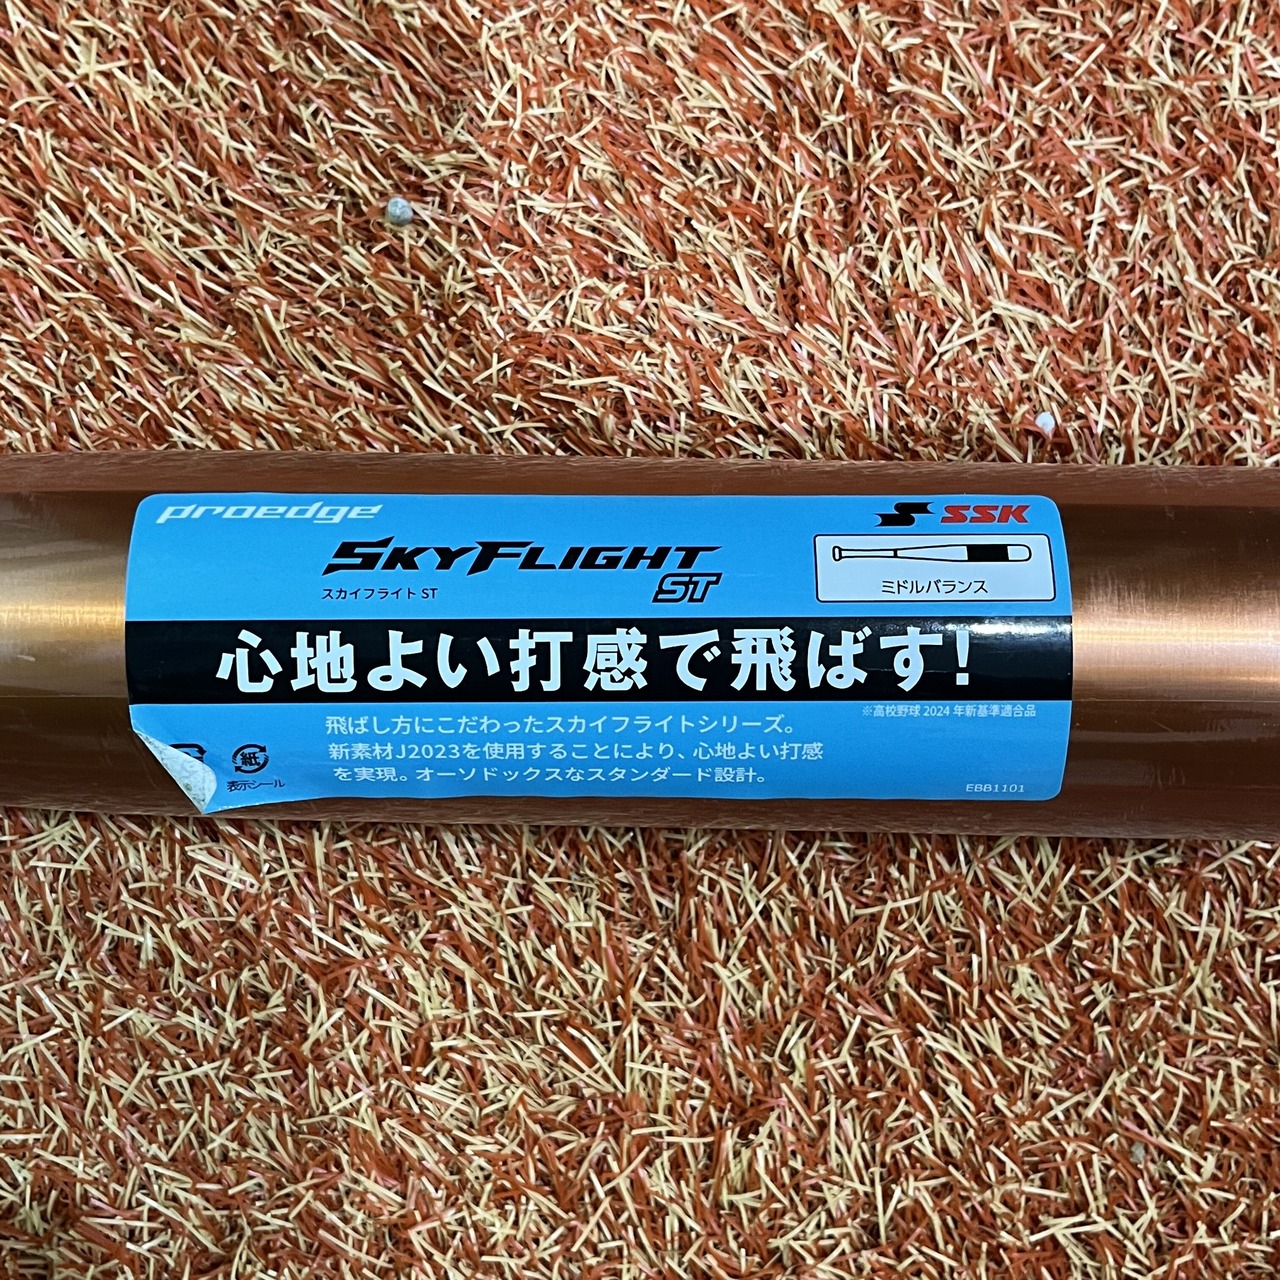 proedge
SSK
SKYFLIGHT
ST
スカイフライト ST
ミドルバランス
心地よい打感で飛ばす!
※高校野球 2024 年新基準適合品
飛ばし方にこだわったスカイフライトシリーズ。
新素材J2023を使用することにより、心地よい打感
を実現。オーソドックスなスタンダード設計。
紙
表示シール
EBB1101